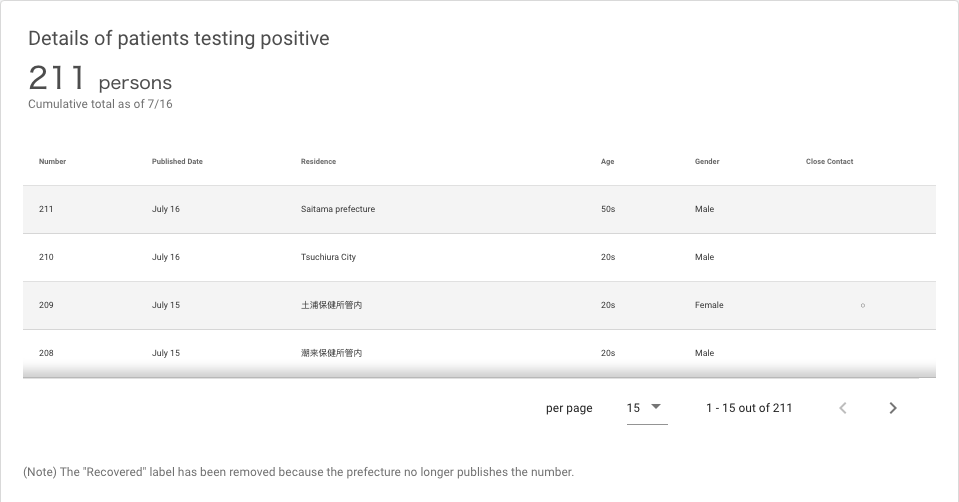 Details of patients testing positive
211 persons
Cumulative total as of 7/16
Number Published Date Residence Age Gender Close Contact
211 July 16 Saitama prefecture 50s Male
210 July 16 Tsuchiura City 20s Male
209 July 15 土浦保健所管内 20s Female ○
208 July 15 潮来保健所管内 20s Male
per page 15 1 - 15 out of 211
(Note) The "Recovered" label has been removed because the prefecture no longer publishes the number.